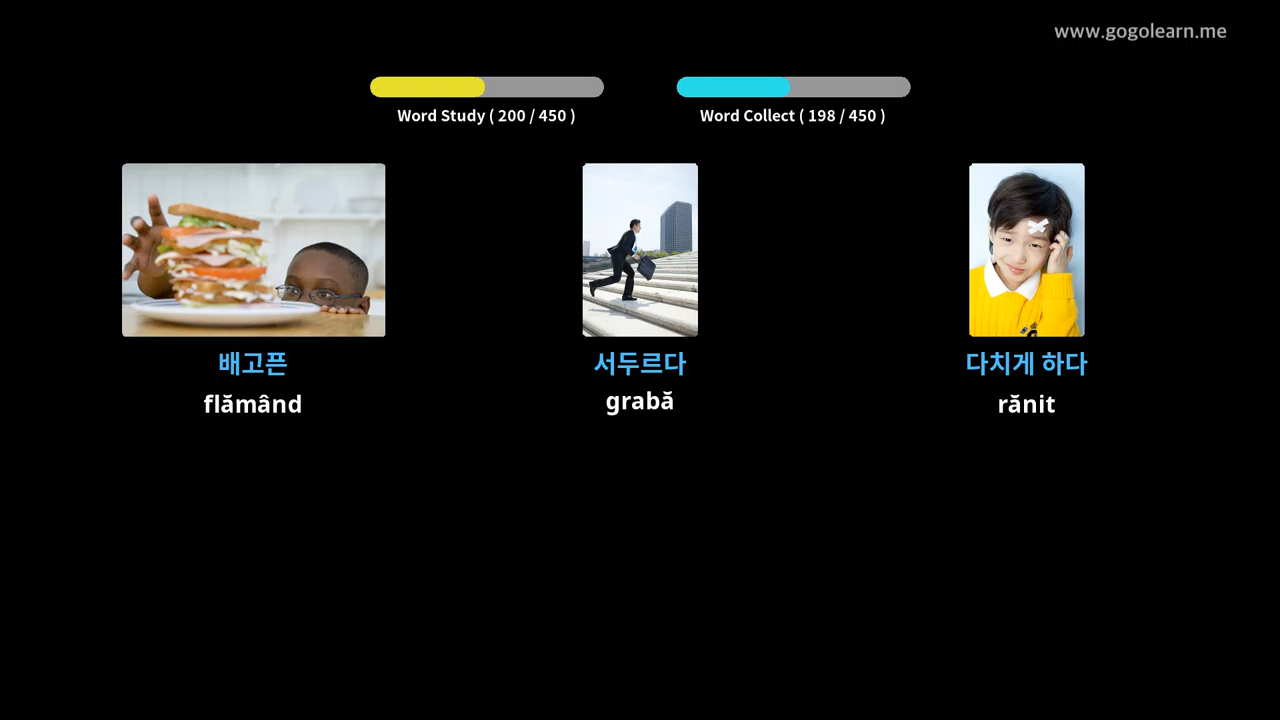 www.gogolearn.me
Word Study ( 200 / 450 )
Word Collect ( 198 / 450 )
배고픈
서두르다
다치게 하다
flămând
grabă
rănit